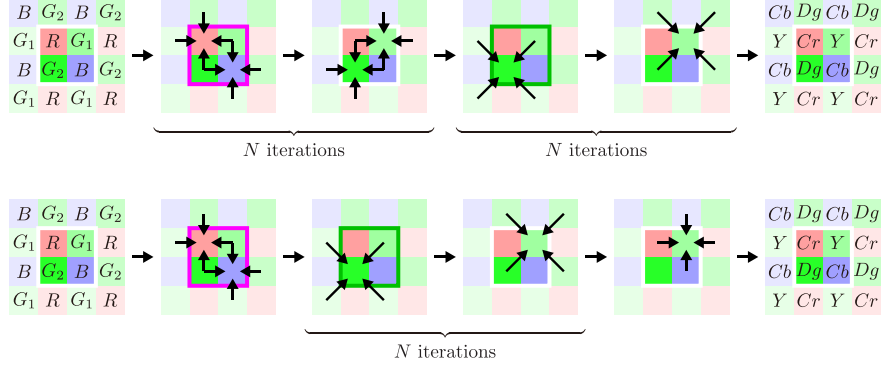 B G₂ B G₂ Cb Dg Cb Dg
G₁ R G₁ R Y Cr Y Cr
B G₂ B G₂ Cb Dg Cb Dg
G₁ R G₁ R Y Cr Y Cr
N iterations N iterations
B G₂ B G₂ Cb Dg Cb Dg
G₁ R G₁ R Y Cr Y Cr
B G₂ B G₂ Cb Dg Cb Dg
G₁ R G₁ R Y Cr Y Cr
N iterations